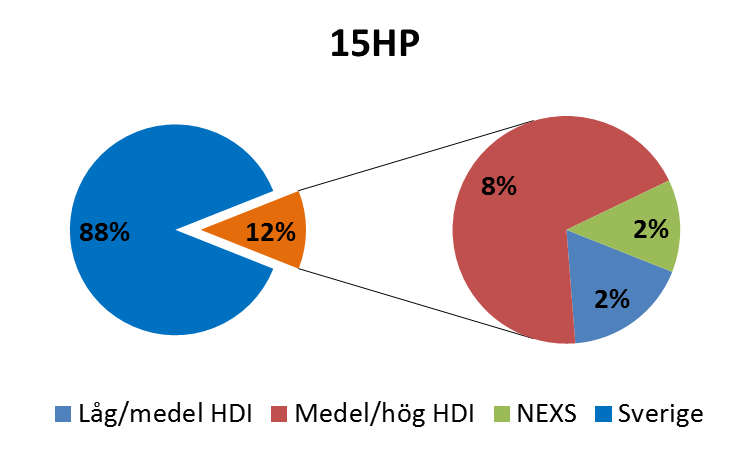 15HP
88%
12%
8%
2%
2%
Låg/medel HDI Medel/hög HDI NEXS Sverige